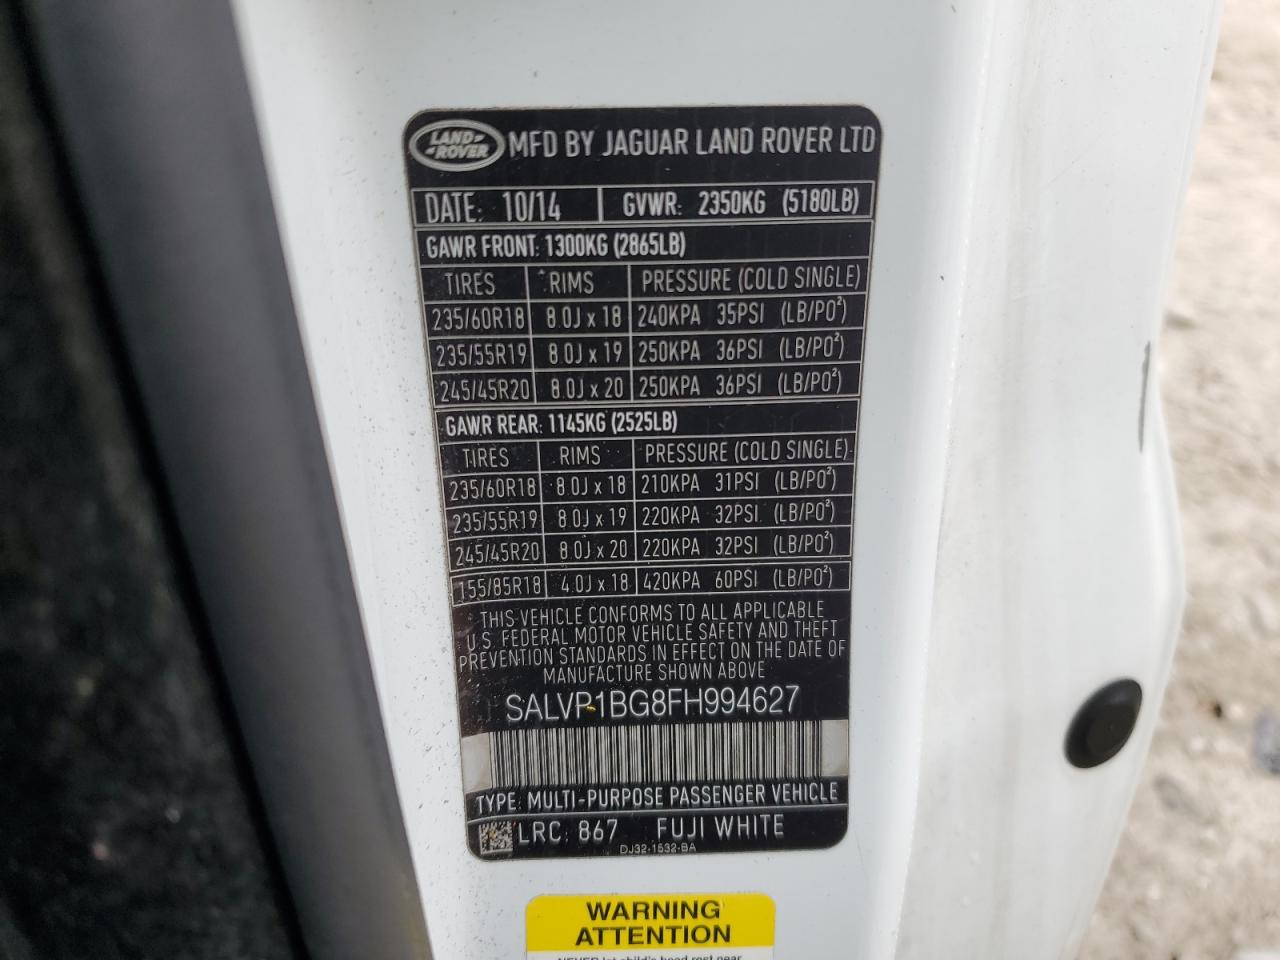 LAND-
-ROVER
MFD BY JAGUAR LAND ROVER LTD
DATE: 10/14 GVWR: 2350KG (5180LB)
GAWR FRONT: 1300KG (2865LB)
TIRES RIMS PRESSURE (COLD SINGLE)
235/60R18 8.0J x 18 240KPA 35PSI (LB/PO²)
235/55R19 8.0J x 19 250KPA 36PSI (LB/PO²)
245/45R20 8.0J x 20 250KPA 36PSI (LB/PO²)
GAWR REAR: 1145KG (2525LB)
TIRES RIMS PRESSURE (COLD SINGLE)
235/60R18 8.0J x 18 210KPA 31PSI (LB/PO²)
235/55R19 8.0J x 19 220KPA 32PSI (LB/PO²)
245/45R20 8.0J x 20 220KPA 32PSI (LB/PO²)
155/85R18 4.0J x 18 420KPA 60PSI (LB/PO²)
THIS VEHICLE CONFORMS TO ALL APPLICABLE
U.S. FEDERAL MOTOR VEHICLE SAFETY AND THEFT
PREVENTION STANDARDS IN EFFECT ON THE DATE OF
MANUFACTURE SHOWN ABOVE
SALVP1BG8FH994627
TYPE: MULTI-PURPOSE PASSENGER VEHICLE
LRC: 867 FUJI WHITE
DJ32-1532-BA
WARNING
ATTENTION
NEVER let child's head rest near